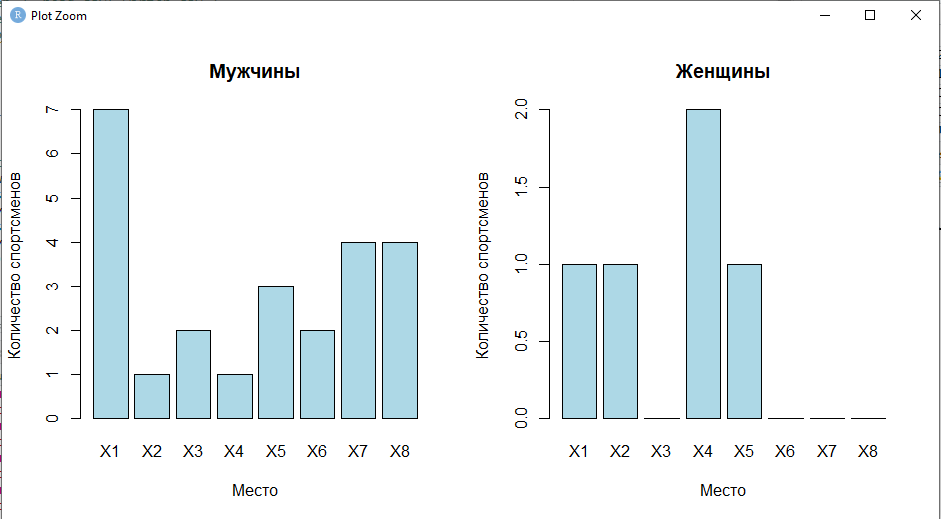 R Plot Zoom
Мужчины
Количество спортсменов
7
6
5
4
3
2
1
0
X1 X2 X3 X4 X5 X6 X7 X8
Место
Женщины
Количество спортсменов
2.0
1.5
1.0
0.5
0.0
X1 X2 X3 X4 X5 X6 X7 X8
Место